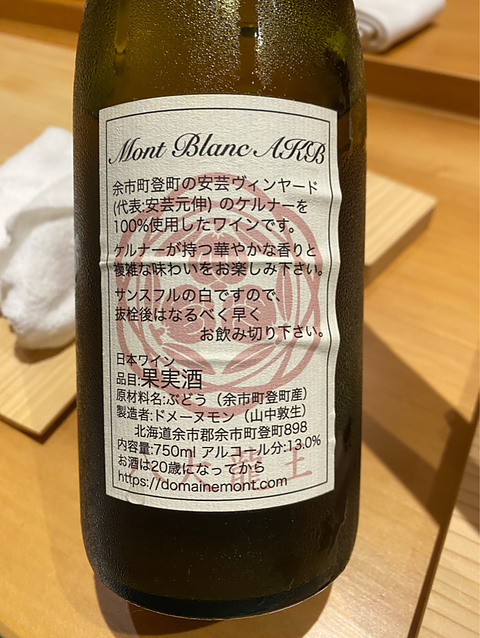 Mont Blanc AKB
余市町登町の安芸ヴィンヤード
(代表:安芸元伸) のケルナーを
100%使用したワインです。
ケルナーが持つ華やかな香りと
複雑な味わいをお楽しみ下さい。
サンスフルの白ですので、
抜栓後はなるべく早く
お飲み切り下さい。
日本ワイン
品目:果実酒
原材料名:ぶどう（余市町登町産）
製造者:ドメーヌモン（山中敦生）
北海道余市郡余市町登町898
内容量:750ml アルコール分:13.0%
お酒は20歳になってから
https://domainemont.com